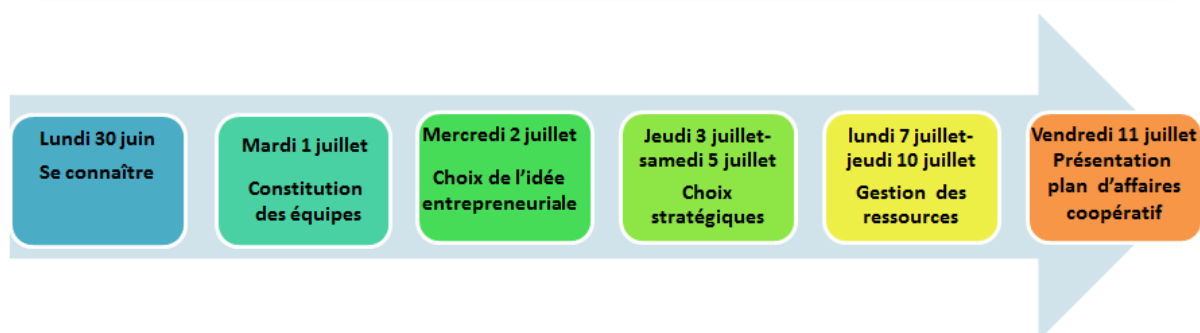 Lundi 30 juin
Se connaître
Mardi 1 juillet
Constitution
des équipes
Mercredi 2 juillet
Choix de l'idée
entrepreneuriale
Jeudi 3 juillet-
samedi 5 juillet
Choix
stratégiques
lundi 7 juillet-
jeudi 10 juillet
Gestion des
ressources
Vendredi 11 juillet
Présentation
plan d'affaires
coopératif